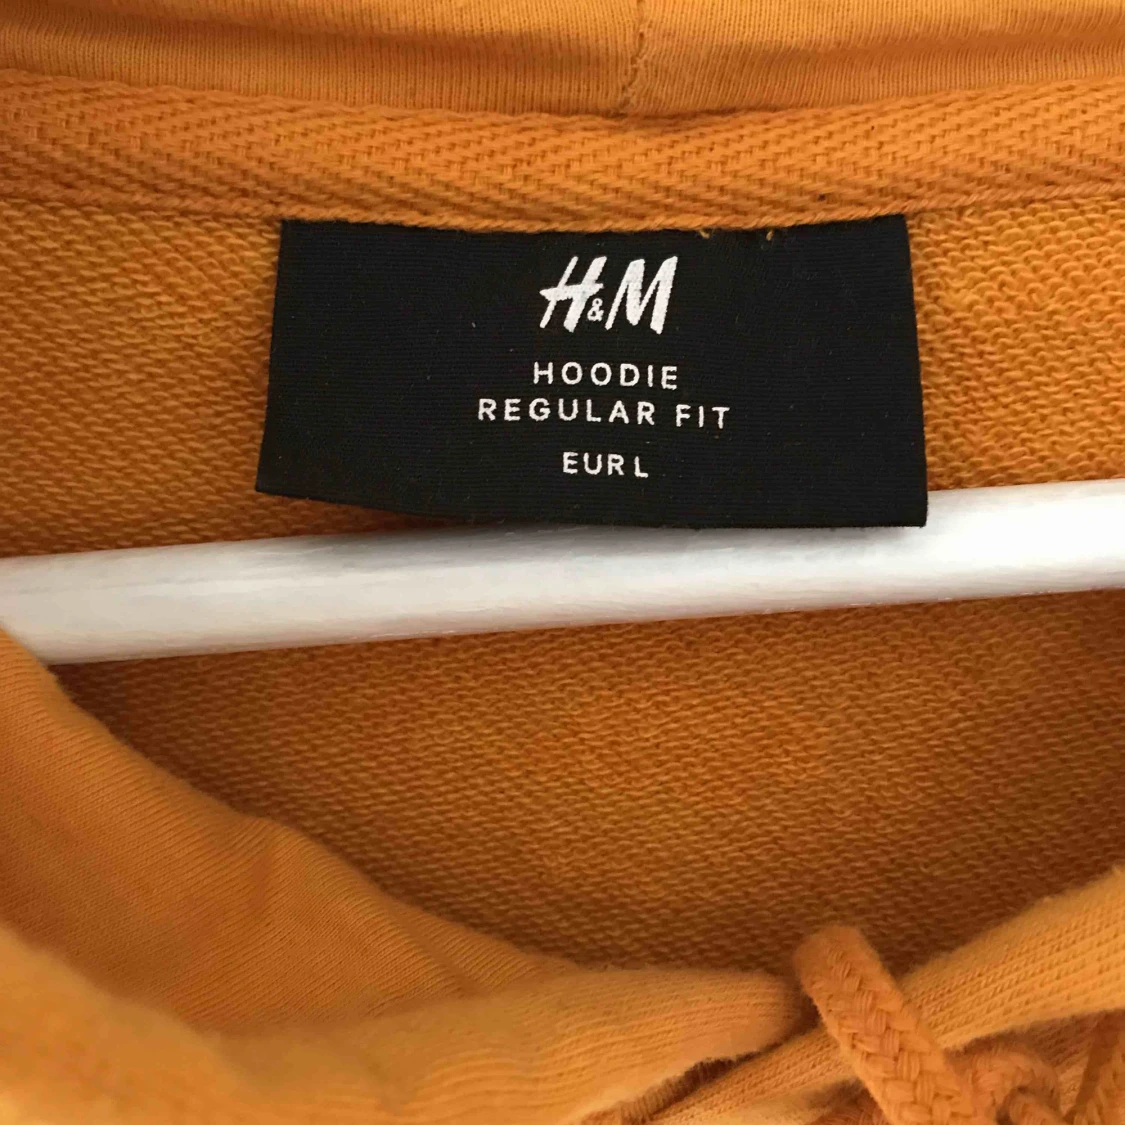 H&M
HOODIE
REGULAR FIT
EUR L